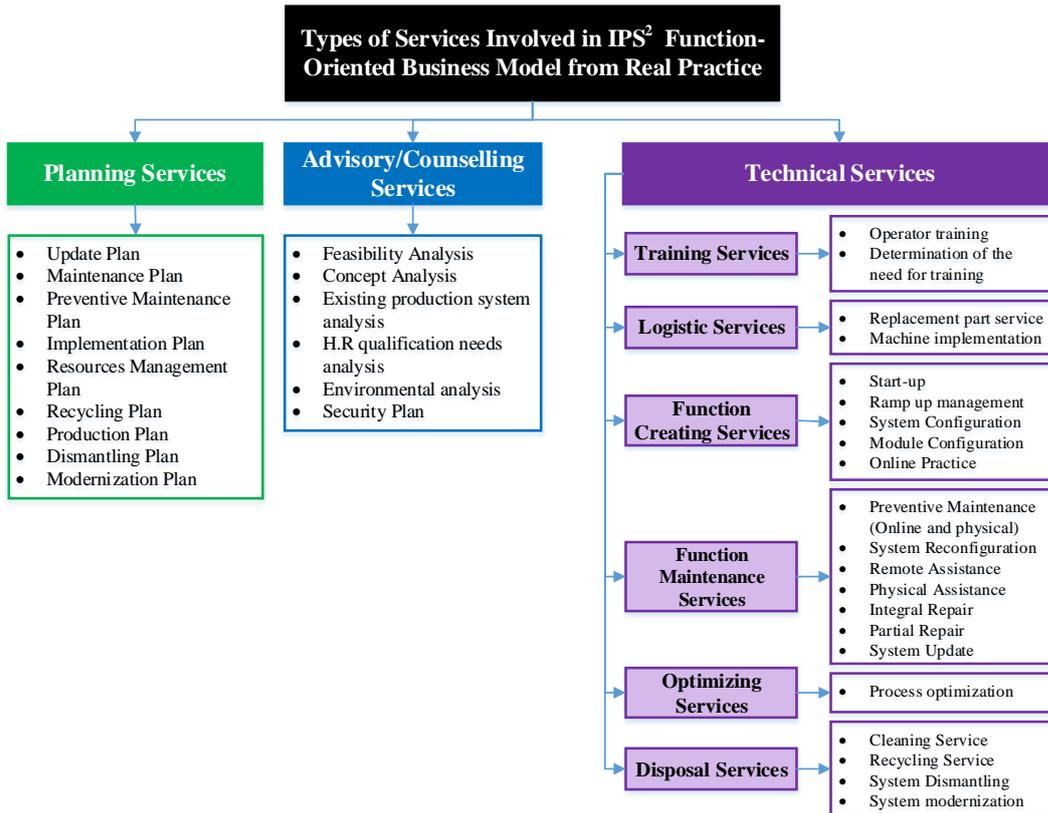 Types of Services Involved in IPS² Function-
Oriented Business Model from Real Practice
Planning Services
• Update Plan
• Maintenance Plan
• Preventive Maintenance
Plan
• Implementation Plan
• Resources Management
Plan
• Recycling Plan
• Production Plan
• Dismantling Plan
• Modernization Plan
Advisory/Counselling
Services
• Feasibility Analysis
• Concept Analysis
• Existing production system
analysis
• H.R qualification needs
analysis
• Environmental analysis
• Security Plan
Technical Services
Training Services
• Operator training
• Determination of the
need for training
Logistic Services
• Replacement part service
• Machine implementation
Function
Creating Services
• Start-up
• Ramp up management
• System Configuration
• Module Configuration
• Online Practice
Function
Maintenance
Services
• Preventive Maintenance
(Online and physical)
• System Reconfiguration
• Remote Assistance
• Physical Assistance
• Integral Repair
• Partial Repair
• System Update
Optimizing
Services
• Process optimization
Disposal Services
• Cleaning Service
• Recycling Service
• System Dismantling
• System modernization